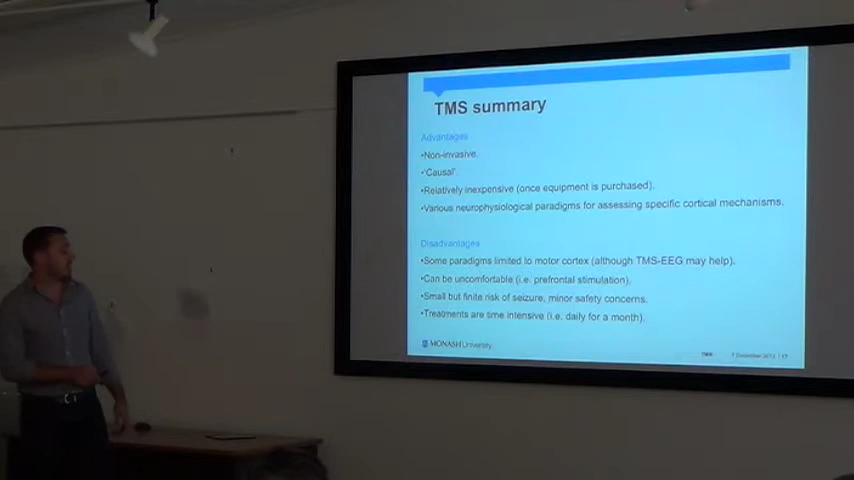 TMS summary
Advantages
•Non-invasive.
•'Causal'.
•Relatively inexpensive (once equipment is purchased).
•Various neurophysiological paradigms for assessing specific cortical mechanisms.
Disadvantages
•Some paradigms limited to motor cortex (although TMS-EEG may help).
•Can be uncomfortable (i.e. prefrontal stimulation).
•Small but finite risk of seizure, minor safety concerns.
•Treatments are time intensive (i.e. daily for a month).
MONASH University
TMS